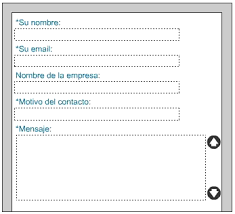 *Su nombre:
*Su email:
Nombre de la empresa:
*Motivo del contacto:
*Mensaje: